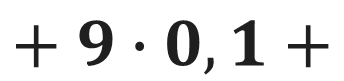 + 9 · 0, 1 +